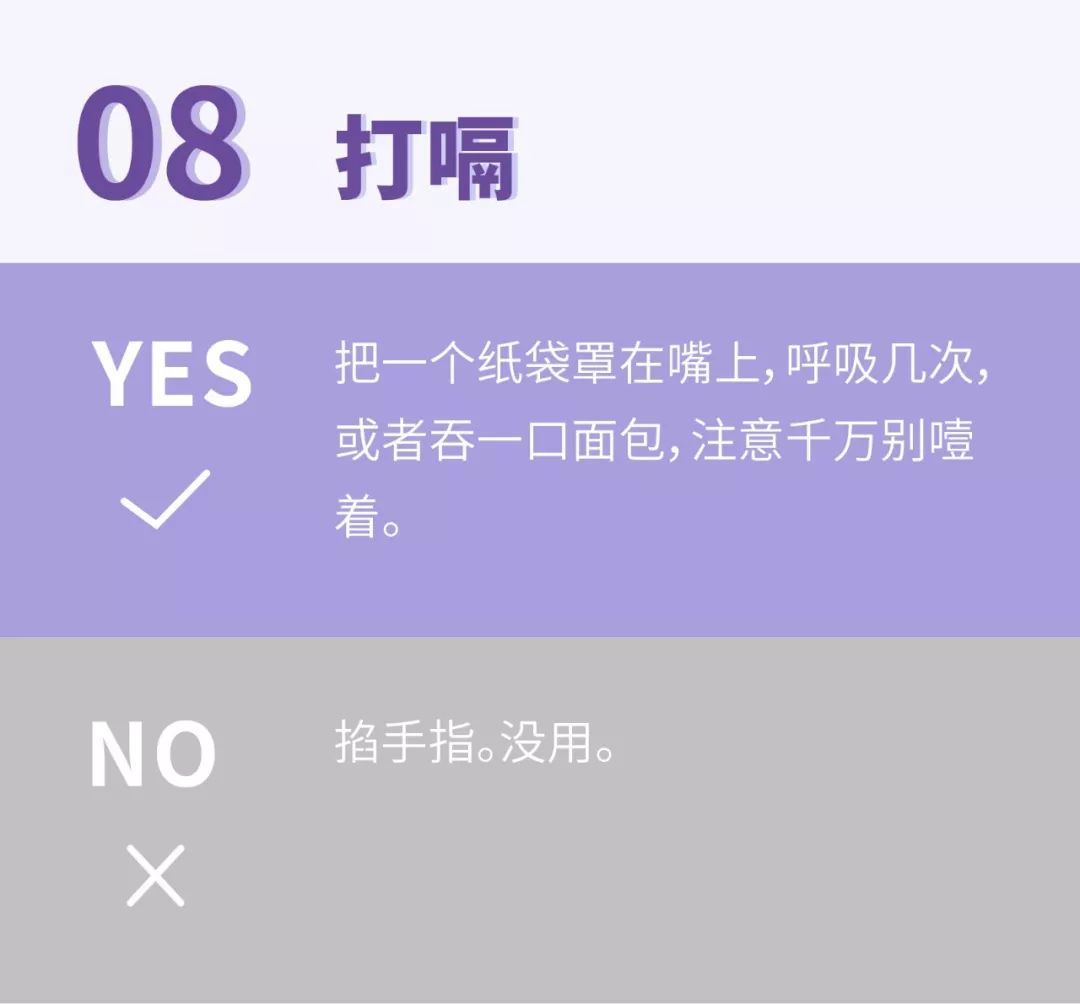 08 打嗝
YES
把一个纸袋罩在嘴上，呼吸几次，
或者吞一口面包，注意千万别噎
着。
NO
掐手指。没用。